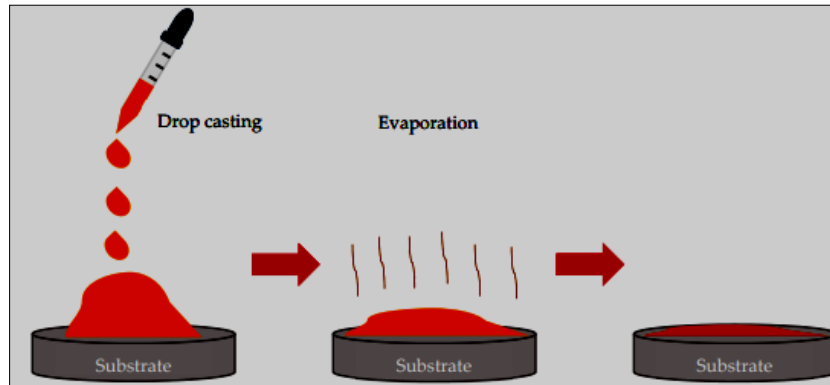 Drop casting
Evaporation
Substrate
Substrate
Substrate